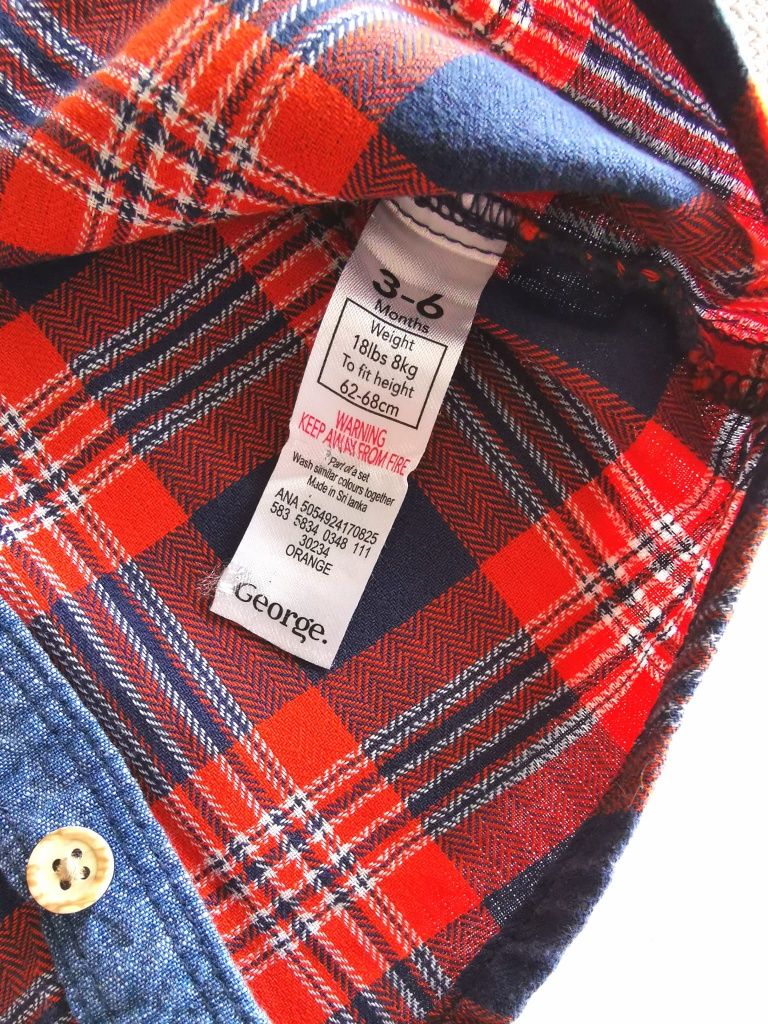 3-6
Months
Weight
18lbs 8kg
To fit height
62-68cm
WARNING
KEEP AWAY FROM FIRE
Part of a set
Wash similar colours together
Made in Sri lanka
ANA 5054924170825
583 5834 0348 111
30234
ORANGE
George.